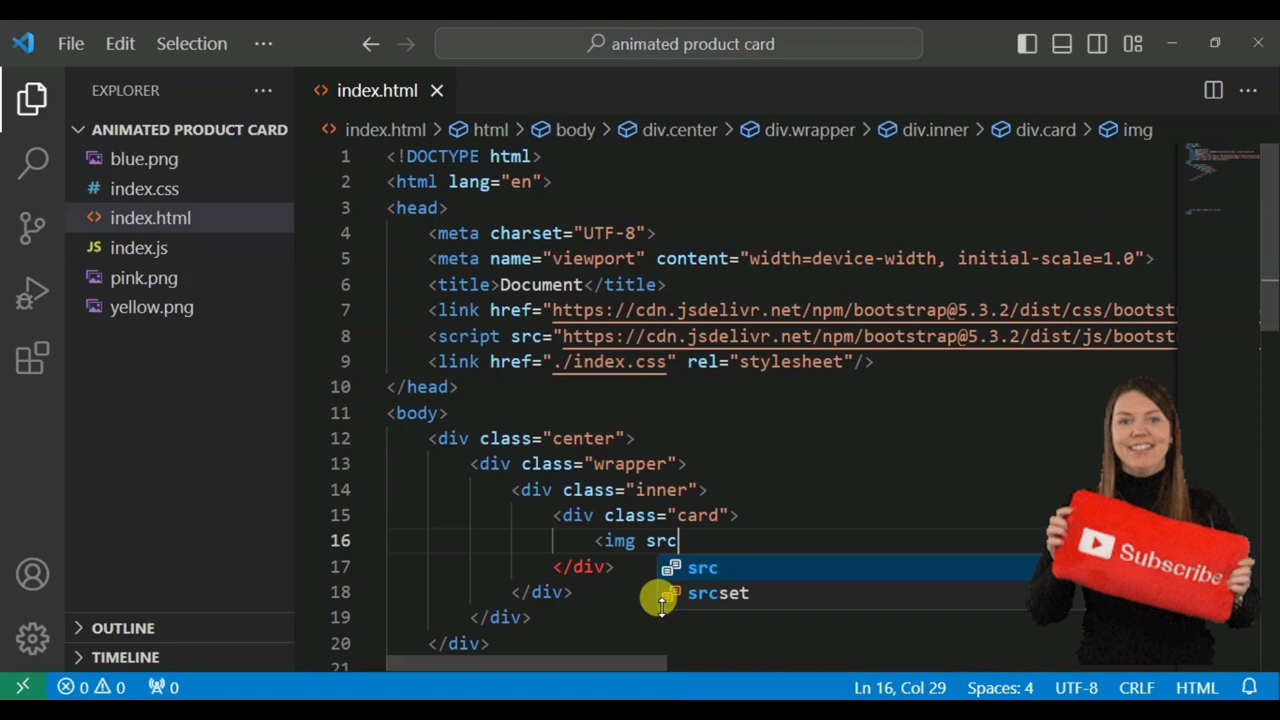 File Edit Selection ···
animated product card
EXPLORER ···
index.html
ANIMATED PRODUCT CARD
index.html > html > body > div.center > div.wrapper > div.inner > div.card > img
blue.png
# index.css
index.html
JS index.js
pink.png
yellow.png
1 <!DOCTYPE html>
2 <html lang="en">
3 <head>
4 <meta charset="UTF-8">
5 <meta name="viewport" content="width=device-width, initial-scale=1.0">
6 <title>Document</title>
7 <link href="https://cdn.jsdelivr.net/npm/bootstrap@5.3.2/dist/css/bootst
8 <script src="https://cdn.jsdelivr.net/npm/bootstrap@5.3.2/dist/js/bootst
9 <link href="./index.css" rel="stylesheet"/>
10 </head>
11 <body>
12 <div class="center">
13 <div class="wrapper">
14 <div class="inner">
15 <div class="card">
16 <img src
17 </div>
18 </div>
19 </div>
20 </div>
21
src
srcset
Subscribe
OUTLINE
TIMELINE
0 0 0
Ln 16, Col 29 Spaces: 4 UTF-8 CRLF HTML